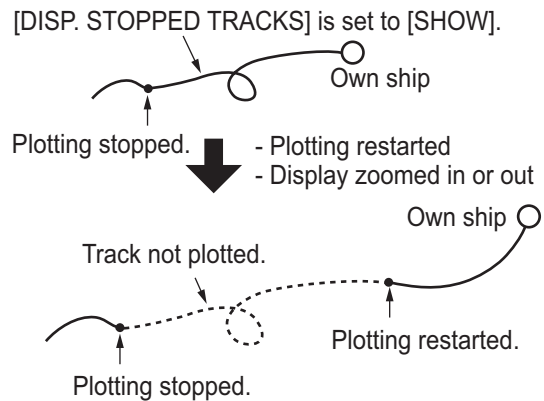 [DISP. STOPPED TRACKS] is set to [SHOW].
Own ship
Plotting stopped.
- Plotting restarted
- Display zoomed in or out
Own ship
Track not plotted.
Plotting restarted.
Plotting stopped.